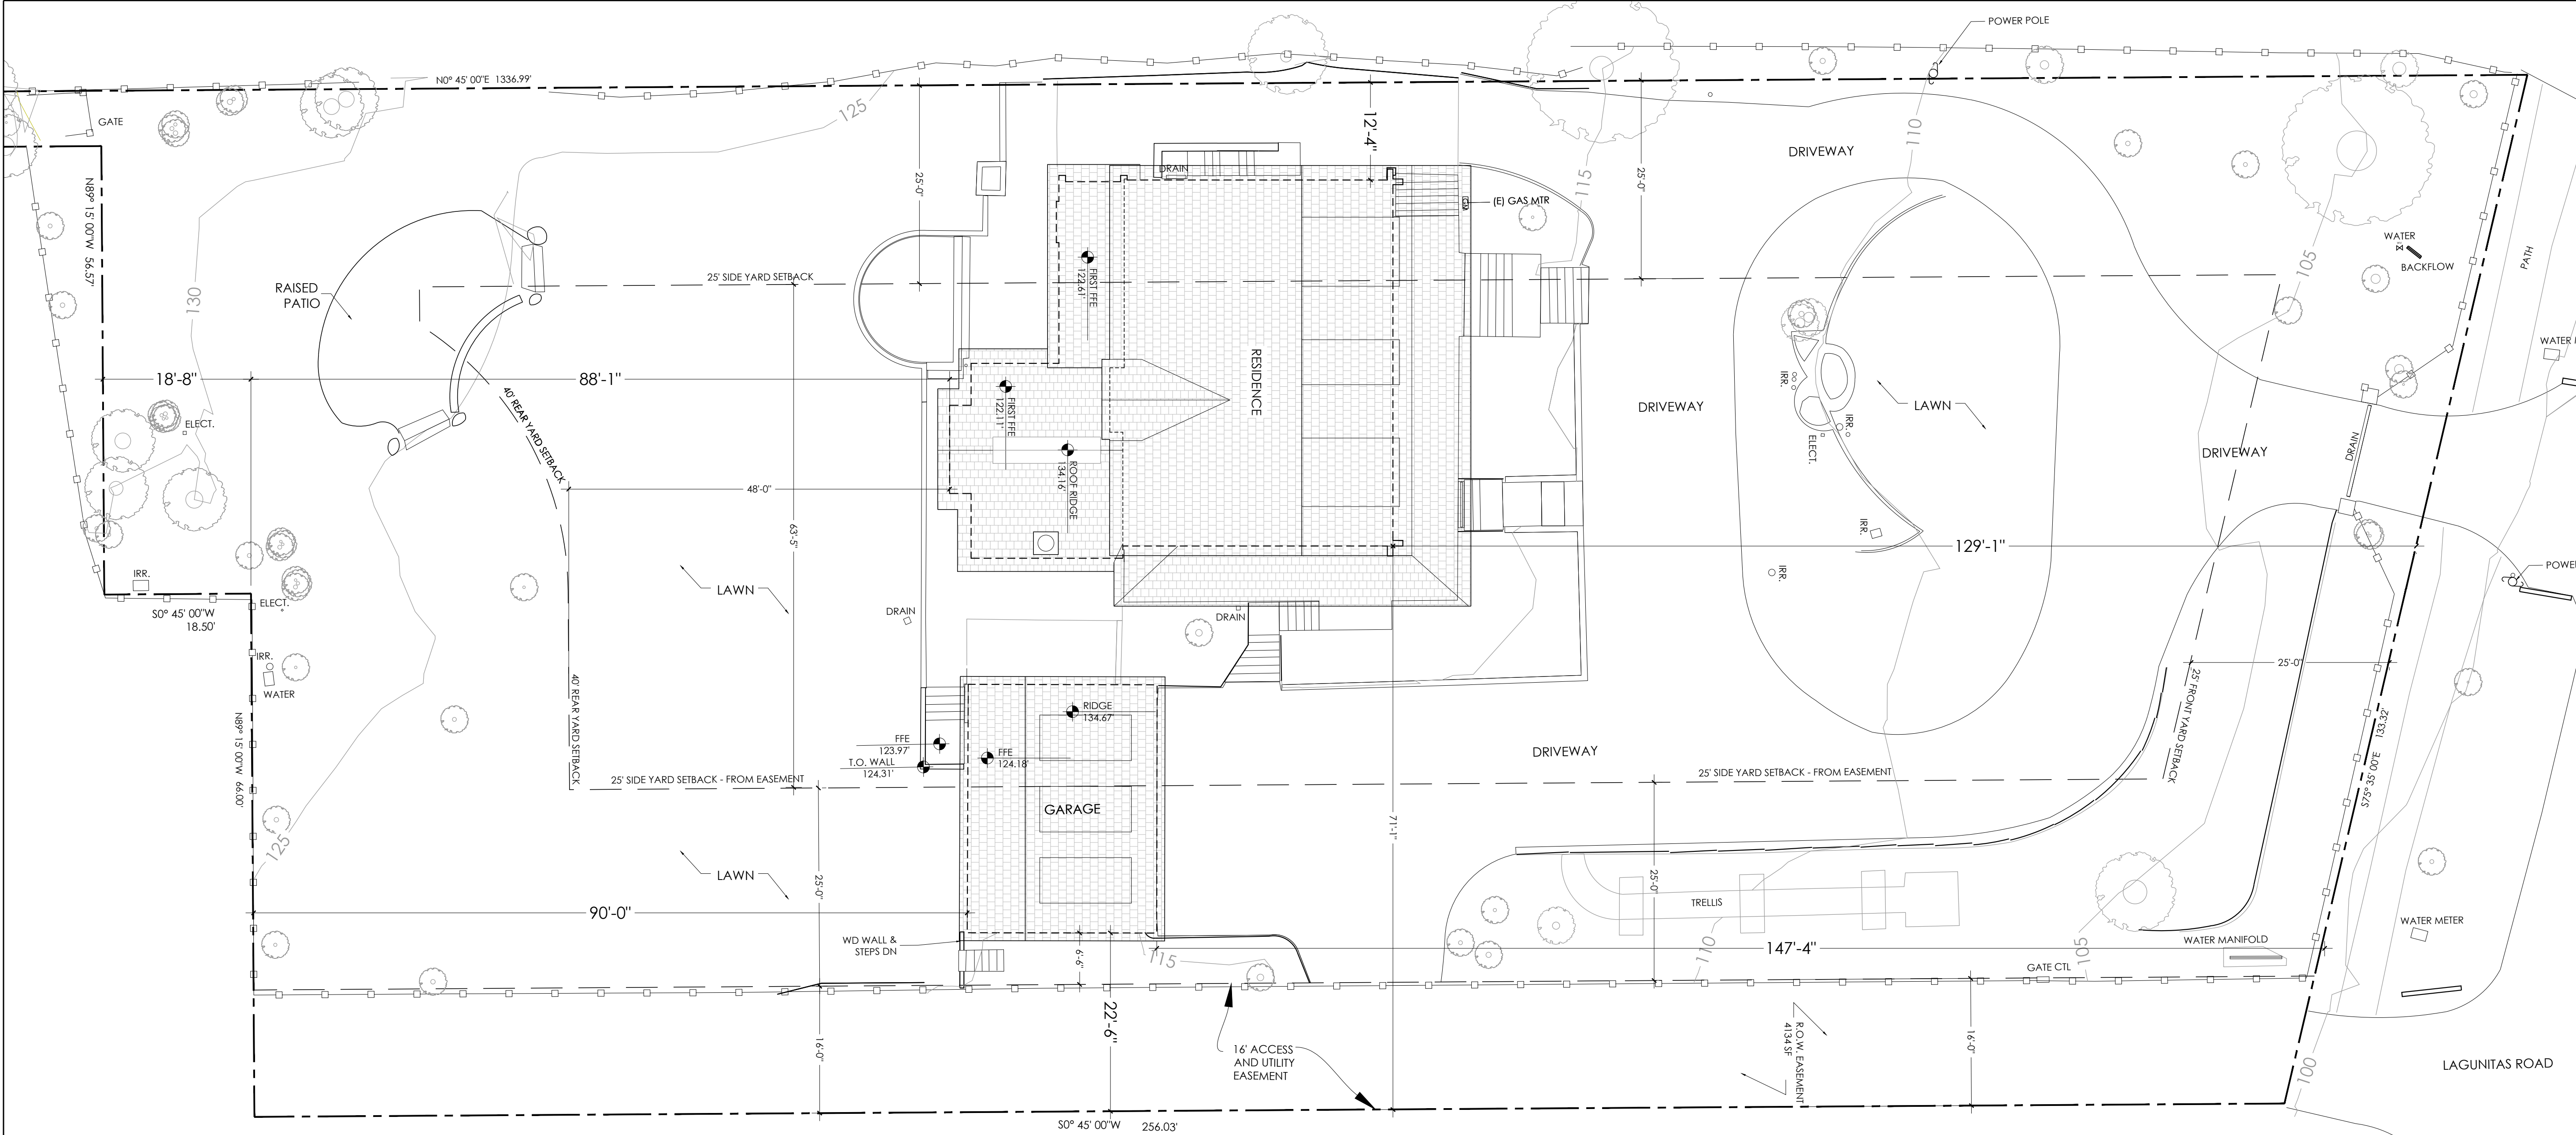 POWER POLE
N0° 45' 00"E  1336.99'
GATE
125
12'-4"
110
DRIVEWAY
25'-0"
25'-0"
DRAIN
115
(E) GAS MTR
N89° 15' 00"W  56.57'
WATER
BACKFLOW
PATH
105
FIRST FFE
122.61'
25' SIDE YARD SETBACK
RAISED
PATIO
130
WATER
18'-8"
88'-1"
RESIDENCE
IRR.
LAWN
DRIVEWAY
40' REAR YARD SETBACK
FIRST FFE
122.11'
ELECT.
IRR.
ELECT.
DRIVEWAY
DRAIN
ROOF RIDGE
134.16'
48'-0"
63'-5"
IRR.
129'-1"
IRR.
POWER
IRR.
LAWN
ELECT.
S0° 45' 00"W
18.50'
DRAIN
DRAIN
IRR.
WATER
25'-0"
40' REAR YARD SETBACK
25' FRONT YARD SETBACK
N89° 15' 00"W  66.00'
RIDGE
134.67'
S75° 35' 00"E  133.32'
FFE
123.97'
FFE
124.18'
T.O. WALL
124.31'
DRIVEWAY
25' SIDE YARD SETBACK - FROM EASEMENT
25' SIDE YARD SETBACK - FROM EASEMENT
GARAGE
71'-1"
125
LAWN
25'-0"
25'-0"
TRELLIS
90'-0"
WATER METER
WD WALL &
STEPS DN
6'-6"
115
110
147'-4"
105
WATER MANIFOLD
GATE CTL
22'-6"
16'-0"
16' ACCESS
AND UTILITY
EASEMENT
R.O.W. EASEMENT
4134 SF
16'-0"
100
LAGUNITAS ROAD
S0° 45' 00"W  256.03'